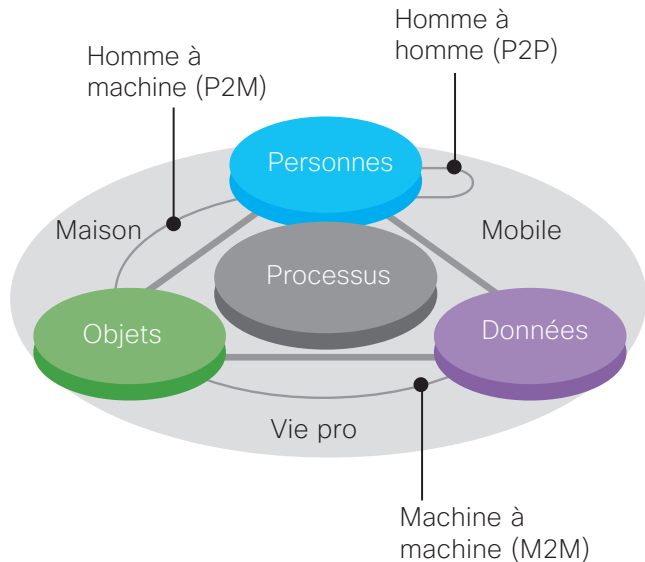 Homme à
homme (P2P)
Homme à
machine (P2M)
Personnes
Maison
Mobile
Processus
Objets
Données
Vie pro
Machine à
machine (M2M)